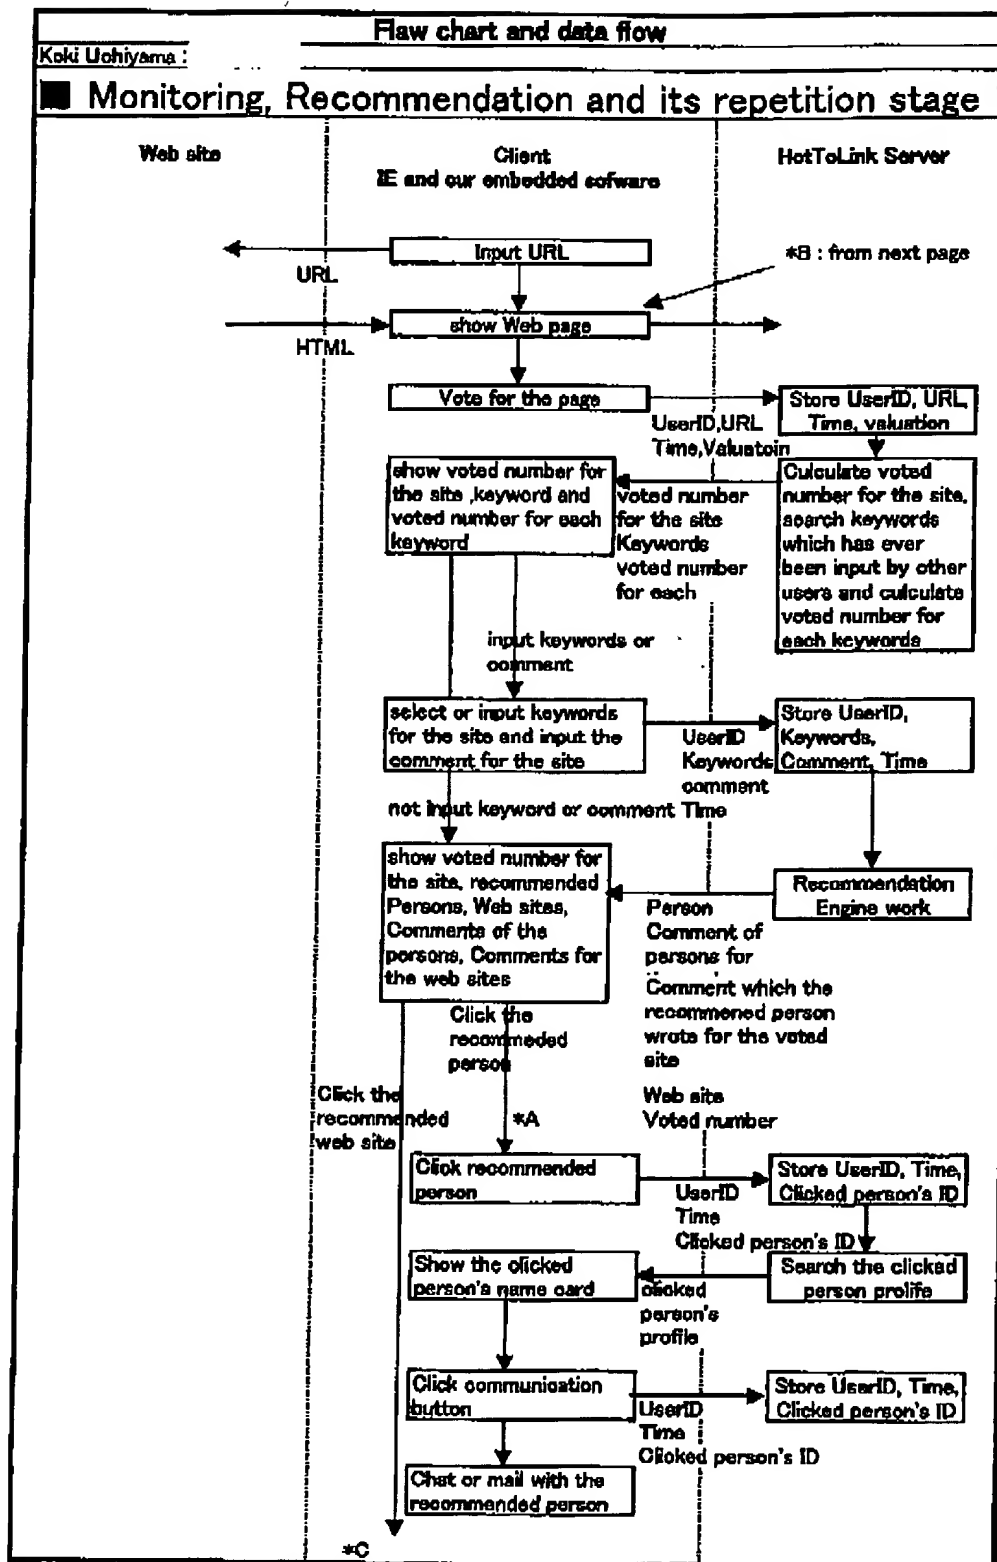 Flaw chart and data flow
Koki Uchiyama :
■ Monitoring, Recommendation and its repetition stage
Web site
Client
IE and our embedded sofware
HotToLink Server
Input URL
*B : from next page
URL
show Web page
HTML
Vote for the page
Store UserID, URL,
Time, valuation
UserID,URL
Time,Valuatoin
show voted number for
the site ,keyword and
voted number for each
keyword
voted number
for the site
Keywords
voted number
for each
Culculate voted
number for the site,
search keywords
which has ever
been input by other
users and culculate
voted number for
each keywords
input keywords or
comment
select or input keywords
for the site and input the
comment for the site
UserID
Keywords
comment
Time
Store UserID,
Keywords,
Comment, Time
not input keyword or comment
show voted number for
the site, recommended
Persons, Web sites,
Comments of the
persons, Comments for
the web sites
Recommendation
Engine work
Person
Comment of
persons for
Comment which the
recommened person
wrote for the voted
site
Web site
Voted number
Click the
recommeded
person
Click the
recommended
web site
*A
Click recommended
person
UserID
Time
Clicked person's ID
Store UserID, Time,
Clicked person's ID
Show the clicked
person's name card
clicked
person's
profile
Search the clicked
person prolife
Click communication
button
UserID
Time
Clicked person's ID
Store UserID, Time,
Clicked person's ID
Chat or mail with the
recommended person
*C